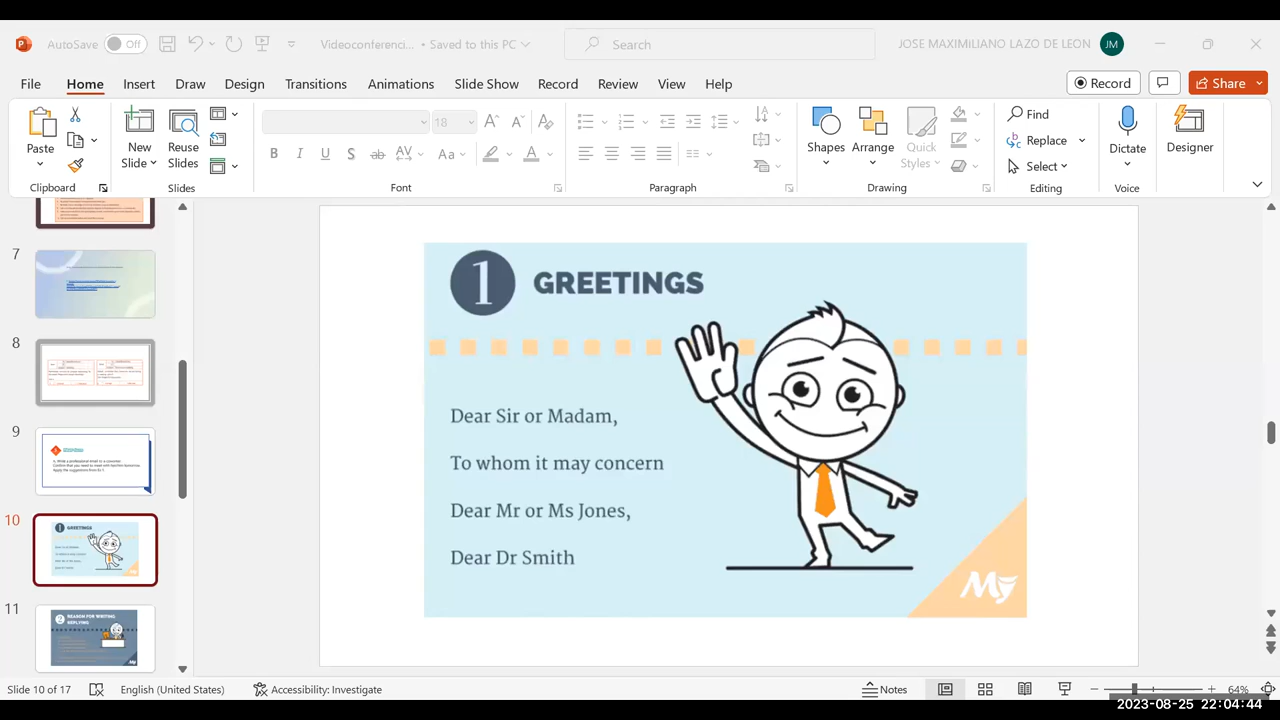 AutoSave Off Videoconferenci... • Saved to this PC Search JOSE MAXIMILIANO LAZO DE LEON JM
File Home Insert Draw Design Transitions Animations Slide Show Record Review View Help Record Share
Paste New Slide Reuse Slides 18 Shapes Arrange Quick Styles Find Replace Select Dictate Designer
Clipboard Slides Font Paragraph Drawing Editing Voice
7
8
9
10
11
REASON FOR WRITING/
REPLYING
1 GREETINGS
Dear Sir or Madam,
To whom it may concern
Dear Mr or Ms Jones,
Dear Dr Smith
My
Slide 10 of 17 English (United States) Accessibility: Investigate Notes 64%
2023-08-25 22:04:44